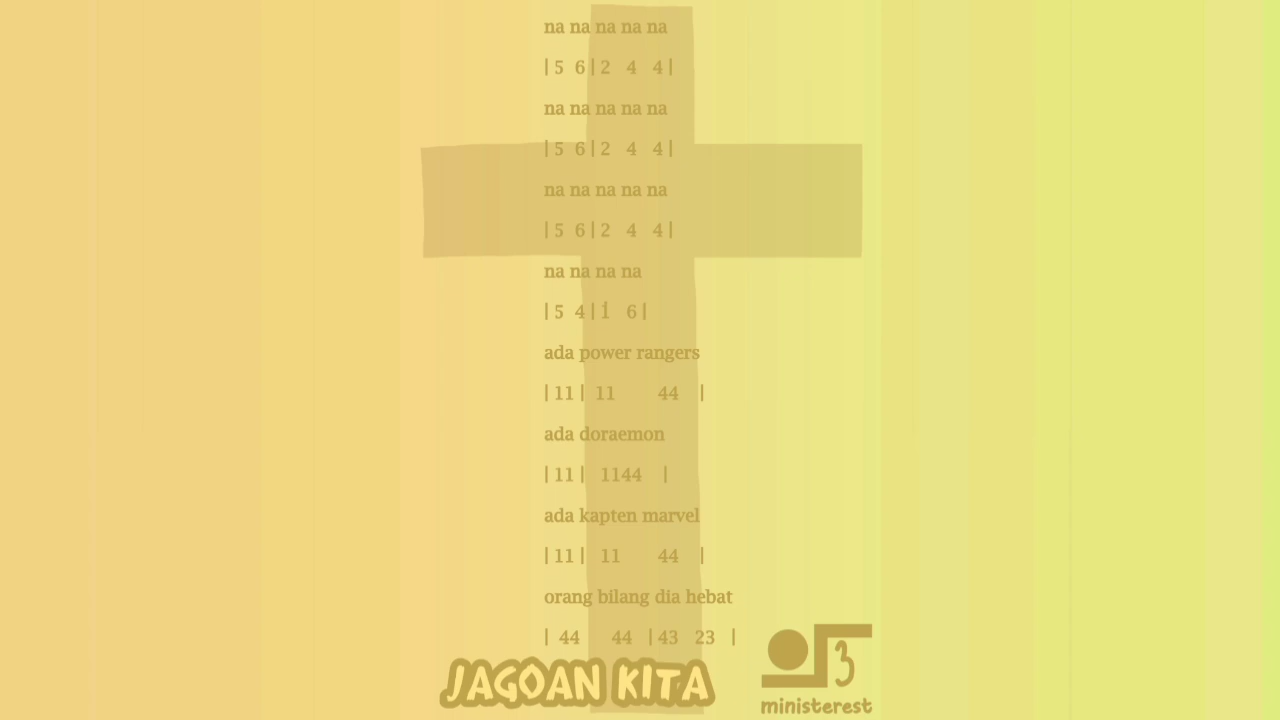 na na na na na
| 5 6 | 2 4 4 |
na na na na na
| 5 6 | 2 4 4 |
na na na na na
| 5 6 | 2 4 4 |
na na na na
| 5 4 | 1̇ 6 |
ada power rangers
| 11 | 11 44 |
ada doraemon
| 11 | 1144 |
ada kapten marvel
| 11 | 11 44 |
orang bilang dia hebat
| 44 44 | 43 23 |
JAGOAN KITA
3
ministerest